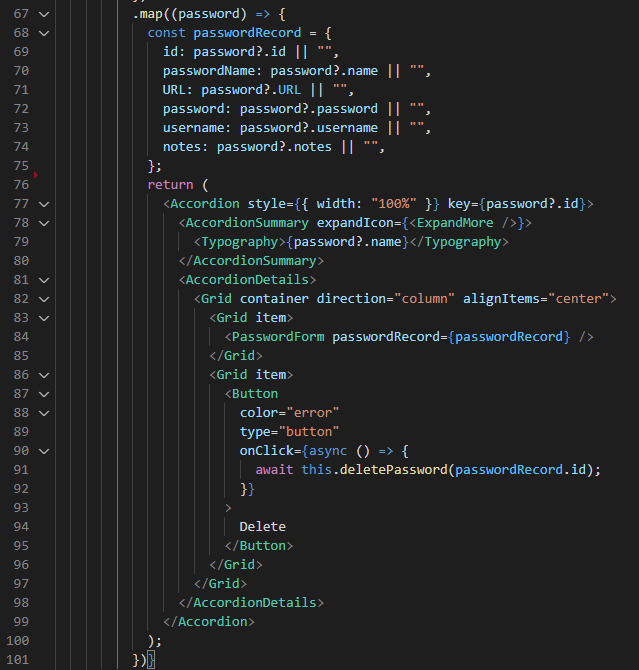 67 .map((password) => {
68 const passwordRecord = {
69 id: password?.id || "",
70 passwordName: password?.name || "",
71 URL: password?.URL || "",
72 password: password?.password || "",
73 username: password?.username || "",
74 notes: password?.notes || "",
75 };
76 return (
77 <Accordion style={{ width: "100%" }} key={password?.id}>
78 <AccordionSummary expandIcon={<ExpandMore />}>
79 <Typography>{password?.name}</Typography>
80 </AccordionSummary>
81 <AccordionDetails>
82 <Grid container direction="column" alignItems="center">
83 <Grid item>
84 <PasswordForm passwordRecord={passwordRecord} />
85 </Grid>
86 <Grid item>
87 <Button
88 color="error"
89 type="button"
90 onClick={async () => {
91 await this.deletePassword(passwordRecord.id);
92 }}
93 >
94 Delete
95 </Button>
96 </Grid>
97 </Grid>
98 </AccordionDetails>
99 </Accordion>
100 );
101 })}